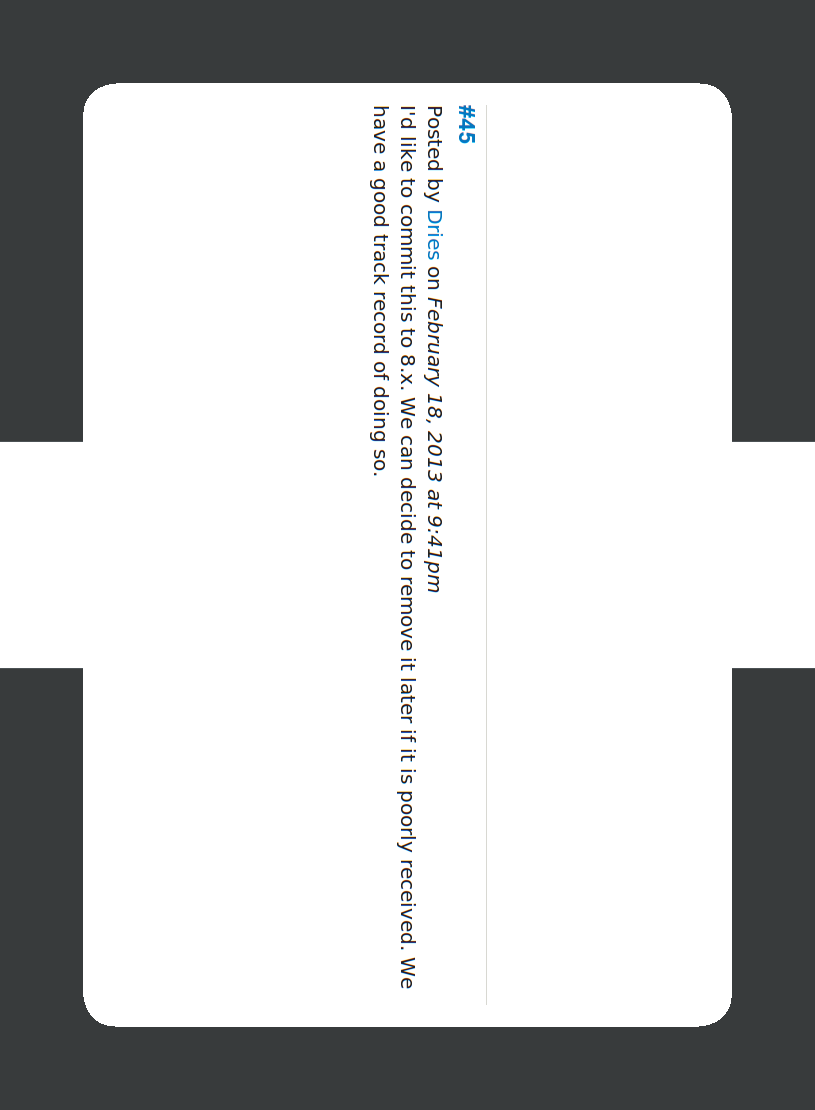 #45
Posted by Dries on February 18, 2013 at 9:41pm
I'd like to commit this to 8.x. We can decide to remove it later if it is poorly received. We
have a good track record of doing so.